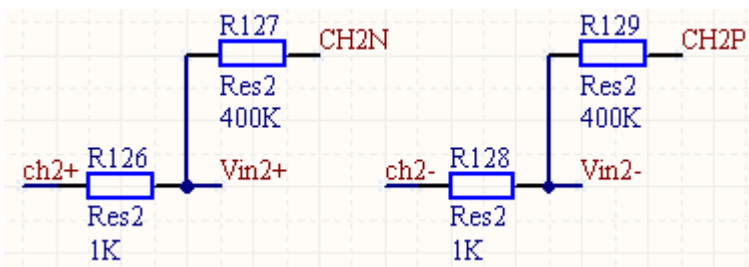 R127
CH2N
Res2
400K
R126
ch2+
Vin2+
Res2
1K
R129
CH2P
Res2
400K
R128
ch2-
Vin2-
Res2
1K